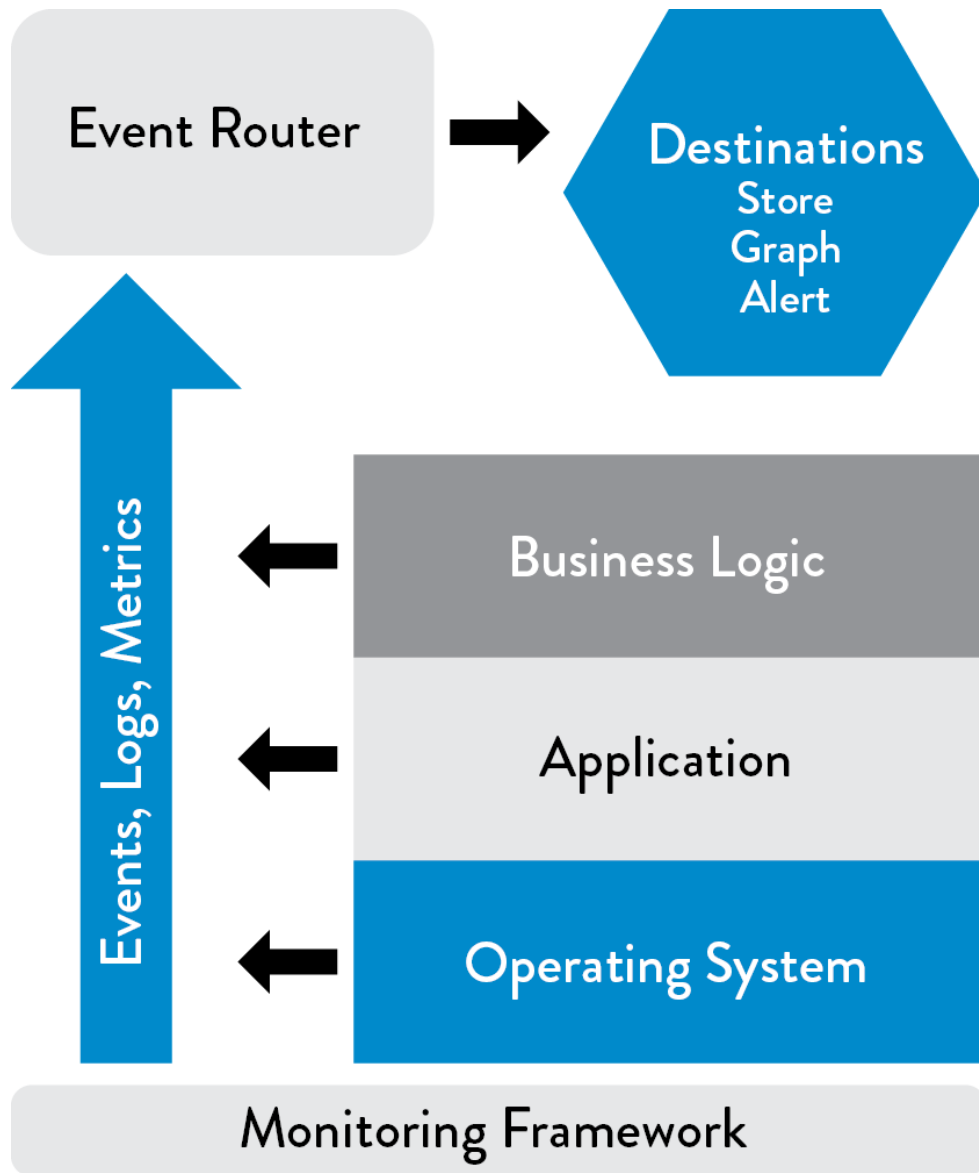 Event Router
Destinations
Store
Graph
Alert
Events, Logs, Metrics
Business Logic
Application
Operating System
Monitoring Framework